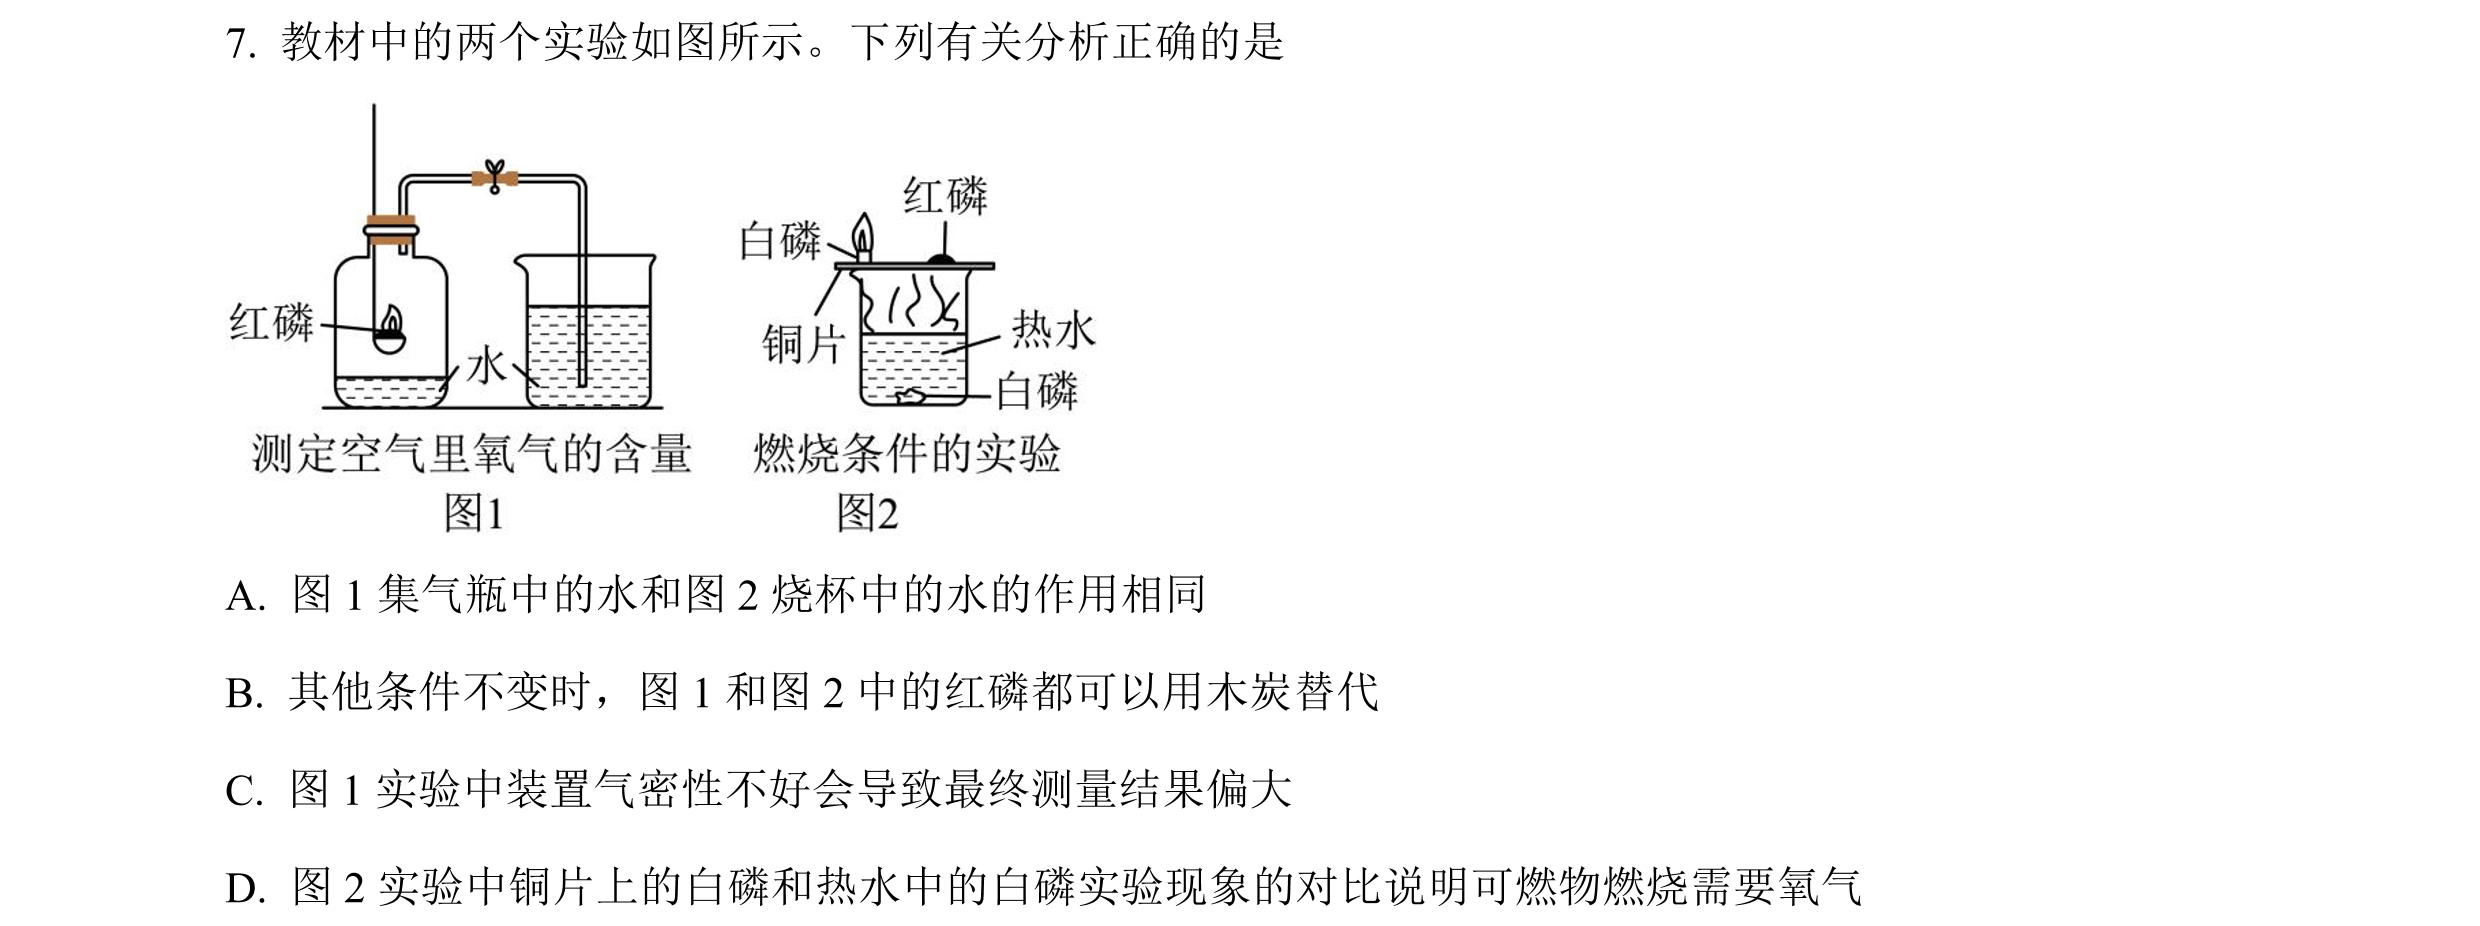 7. 教材中的两个实验如图所示。下列有关分析正确的是
红磷
水
测定空气里氧气的含量
图1
白磷
红磷
铜片
热水
白磷
燃烧条件的实验
图2
A. 图 1 集气瓶中的水和图 2 烧杯中的水的作用相同
B. 其他条件不变时，图 1 和图 2 中的红磷都可以用木炭替代
C. 图 1 实验中装置气密性不好会导致最终测量结果偏大
D. 图 2 实验中铜片上的白磷和热水中的白磷实验现象的对比说明可燃物燃烧需要氧气